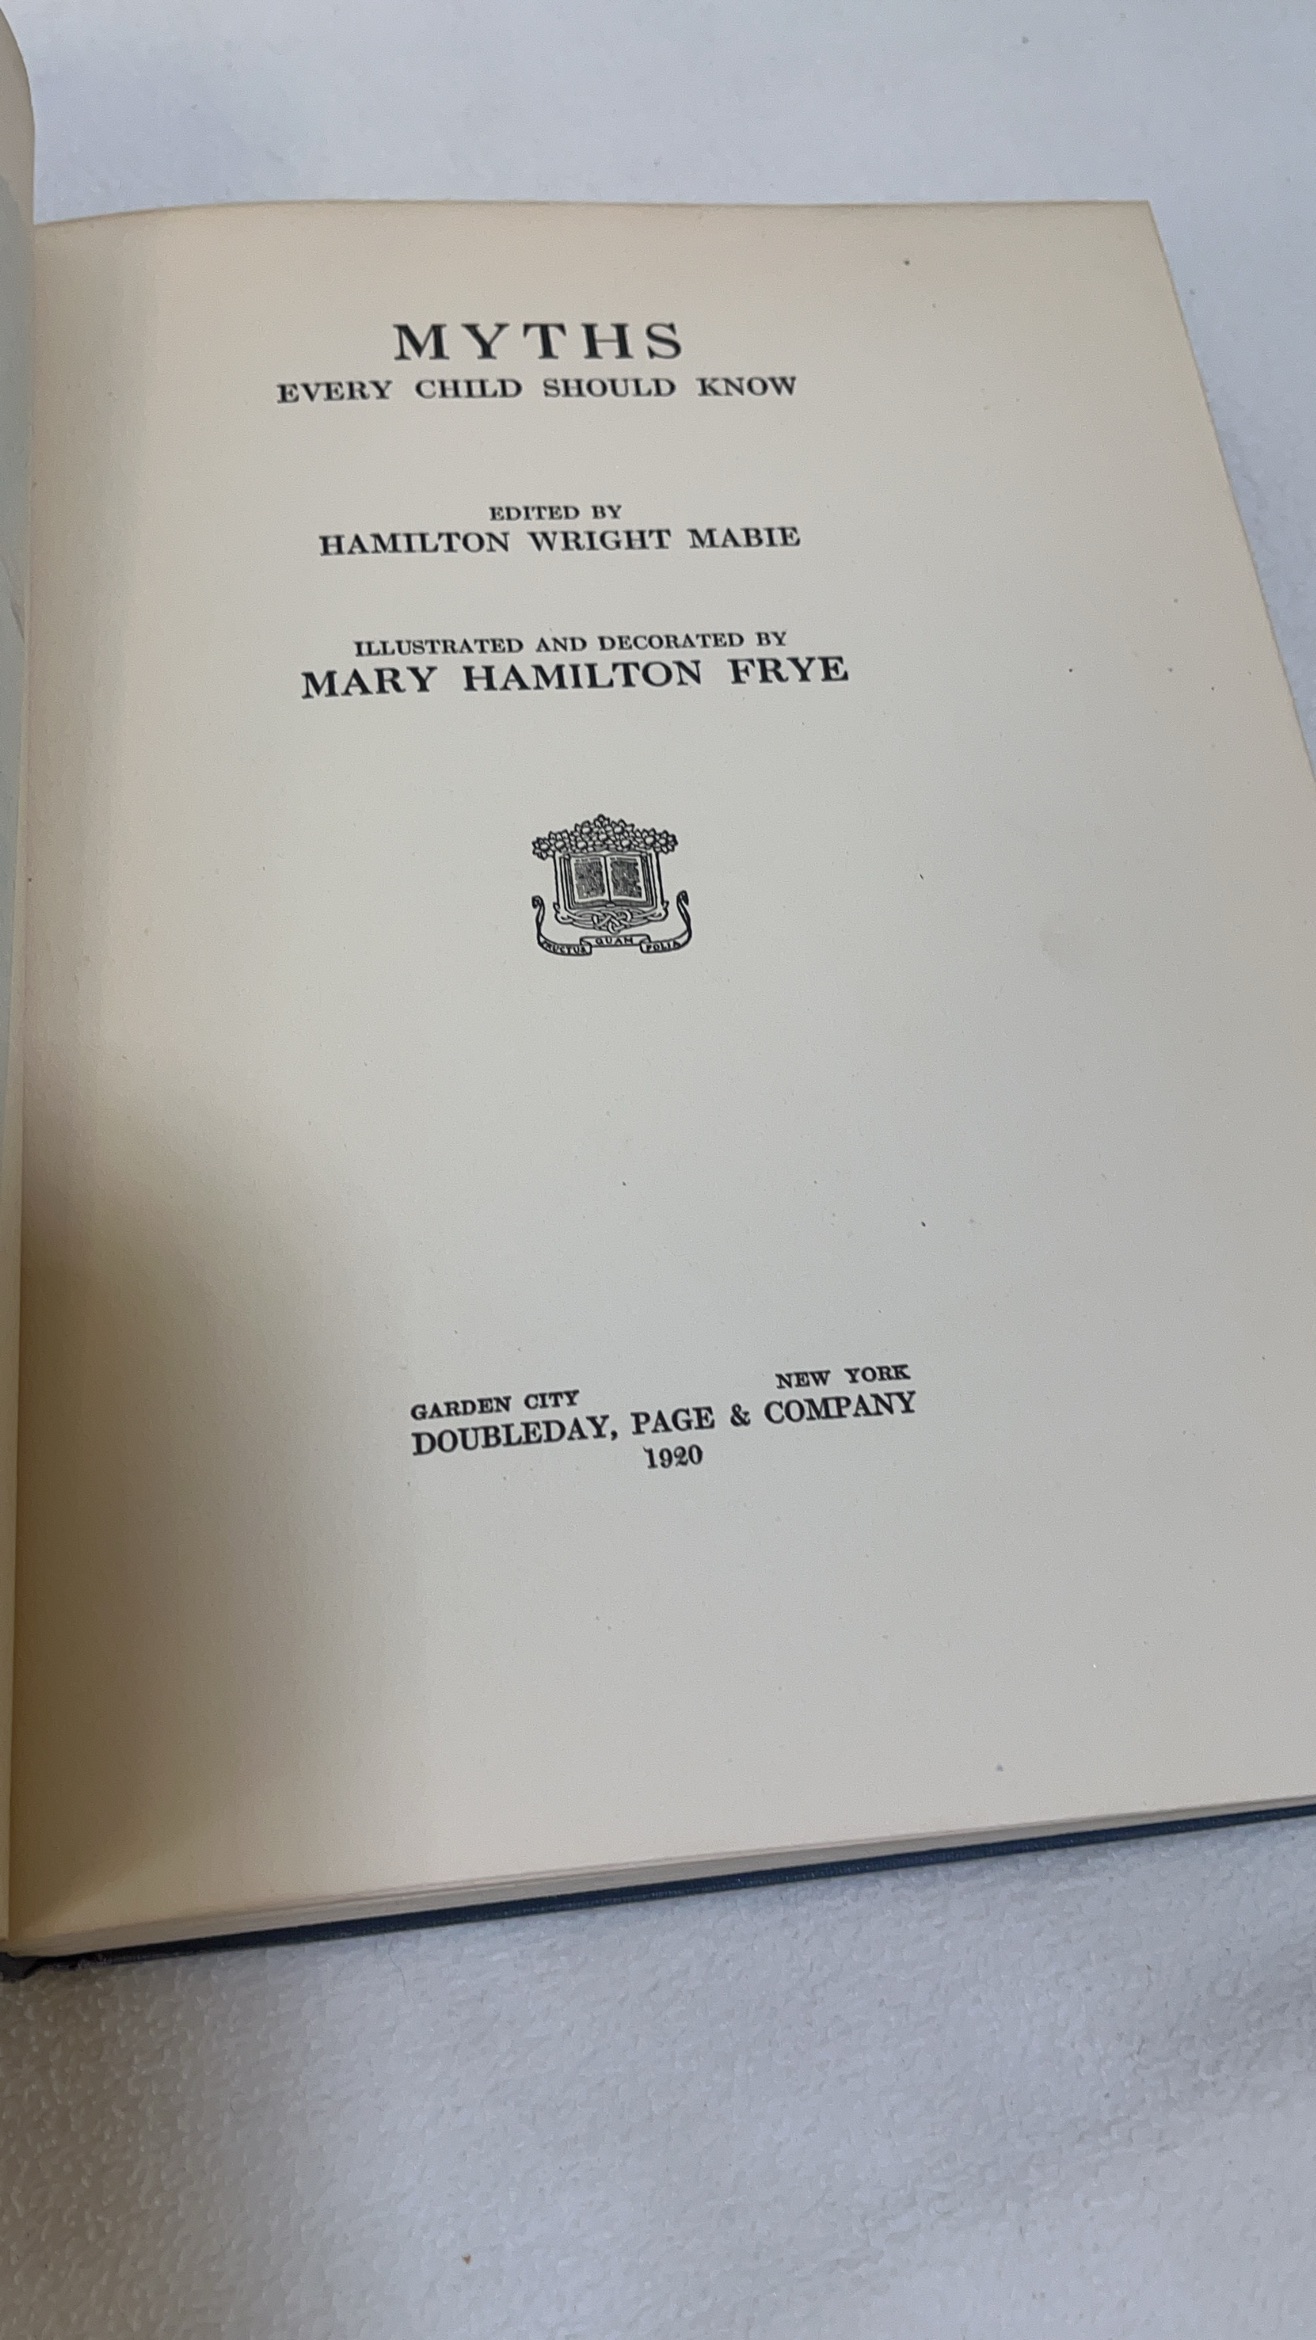 MYTHS
EVERY CHILD SHOULD KNOW
EDITED BY
HAMILTON WRIGHT MABIE
ILLUSTRATED AND DECORATED BY
MARY HAMILTON FRYE
FRUCTUS QUAM FOLIA
GARDEN CITY NEW YORK
DOUBLEDAY, PAGE & COMPANY
1920